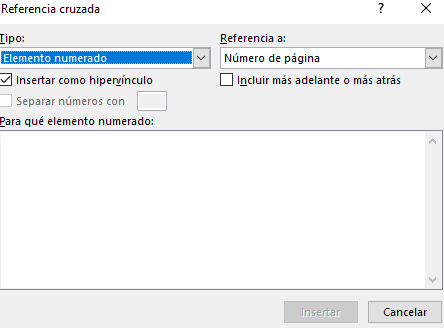 Referencia cruzada ? ×
Tipo: Referencia a:
Elemento numerado Número de página
Insertar como hipervínculo Incluir más adelante o más atrás
Separar números con
Para qué elemento numerado:
Insertar Cancelar